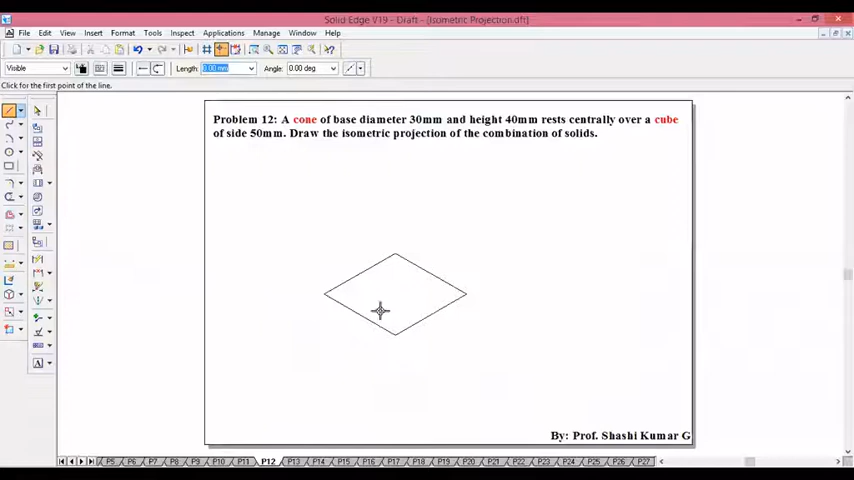 Solid Edge V19 - Draft - [Isometric Projection.dft]
File Edit View Insert Format Tools Inspect Applications Manage Window Help
Visible Length: 0.00 mm Angle: 0.00 deg
Click for the first point of the line.
Problem 12: A cone of base diameter 30mm and height 40mm rests centrally over a cube
of side 50mm. Draw the isometric projection of the combination of solids.
By: Prof. Shashi Kumar G
P5 P6 P7 P8 P9 P10 P11 P12 P13 P14 P15 P16 P17 P18 P19 P20 P21 P22 P23 P24 P25 P26 P27